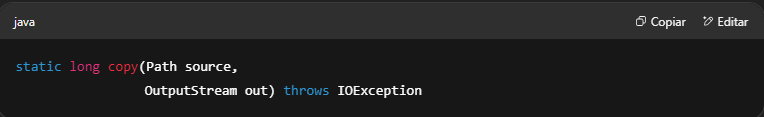 java Copiar Editar
static long copy(Path source,
OutputStream out) throws IOException